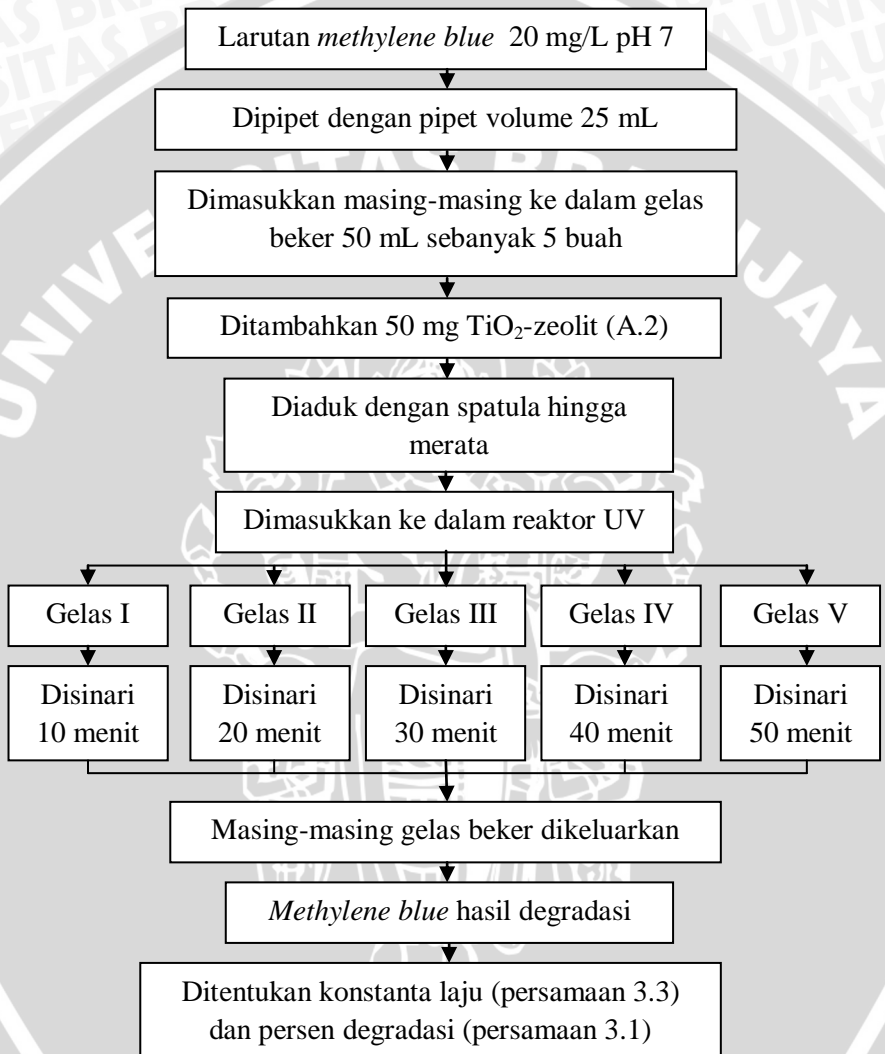 Larutan methylene blue 20 mg/L pH 7
Dipipet dengan pipet volume 25 mL
Dimasukkan masing-masing ke dalam gelas
beker 50 mL sebanyak 5 buah
Ditambahkan 50 mg TiO₂-zeolit (A.2)
Diaduk dengan spatula hingga
merata
Dimasukkan ke dalam reaktor UV
Gelas I
Gelas II
Gelas III
Gelas IV
Gelas V
Disinari
10 menit
Disinari
20 menit
Disinari
30 menit
Disinari
40 menit
Disinari
50 menit
Masing-masing gelas beker dikeluarkan
Methylene blue hasil degradasi
Ditentukan konstanta laju (persamaan 3.3)
dan persen degradasi (persamaan 3.1)